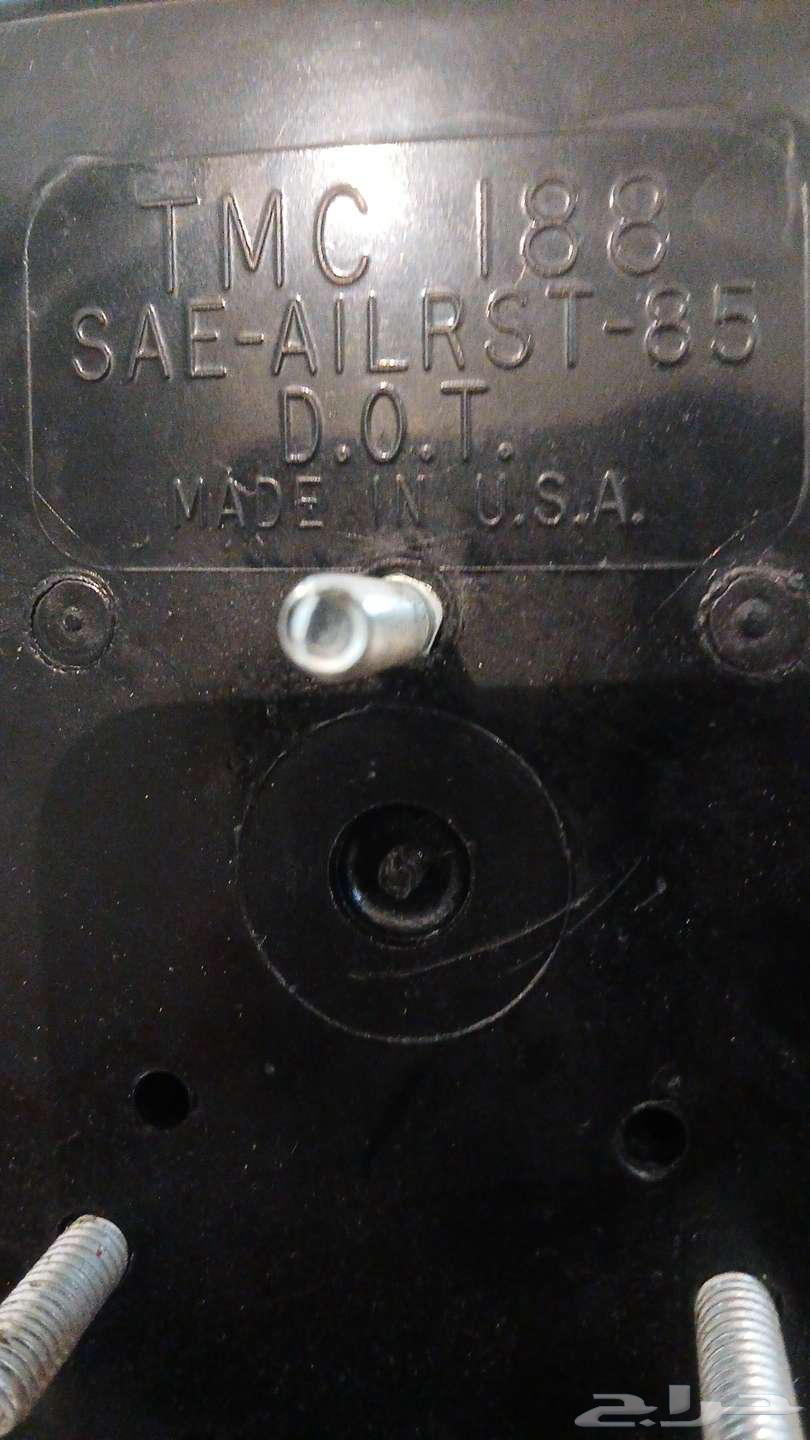 TMC 188
SAE-AILRST-85
D.O.T.
MADE IN U.S.A.
حراج